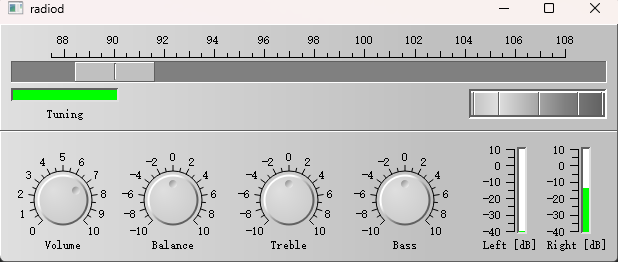 radiod
88 90 92 94 96 98 100 102 104 106 108
Tuning
0 1 2 3 4 5 6 7 8 9 10
-10 -8 -6 -4 -2 0 2 4 6 8 10
-10 -8 -6 -4 -2 0 2 4 6 8 10
-10 -8 -6 -4 -2 0 2 4 6 8 10
10 0 -10 -20 -30 -40
10 0 -10 -20 -30 -40
Volume Balance Treble Bass Left [dB] Right [dB]